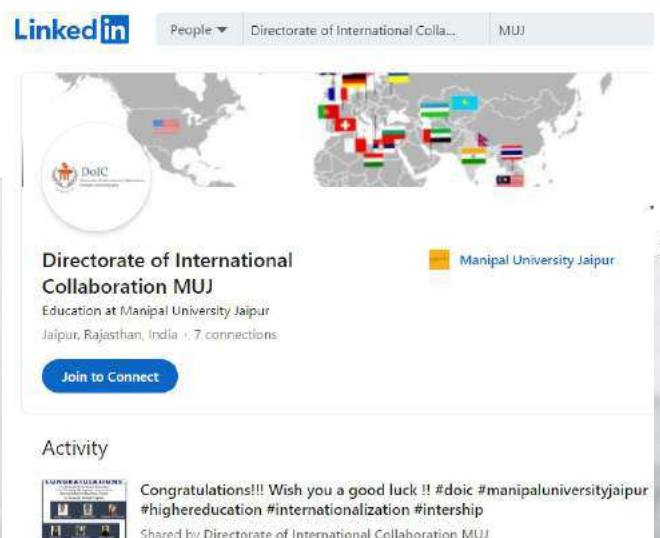 Linked in
People Directorate of International Colla... MUJ
DoIC
Directorate of International
Collaboration MUJ
Manipal University Jaipur
Education at Manipal University Jaipur
Jaipur, Rajasthan, India · 7 connections
Join to Connect
Activity
CONGRATULATIONS
Congratulations!!! Wish you a good luck !! #doic #manipaluniversityjaipur
#highereducation #internationalization #intership
Shared by Directorate of International Collaboration MUJ